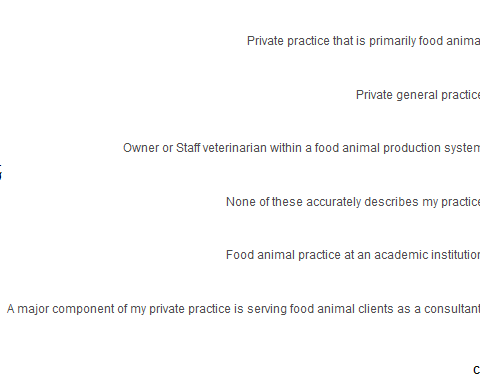 Private practice that is primarily food anima
Private general practice
Owner or Staff veterinarian within a food animal production system
None of these accurately describes my practice
Food animal practice at an academic institution
A major component of my private practice is serving food animal clients as a consultant